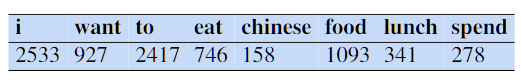 i want to eat chinese food lunch spend
2533 927 2417 746 158 1093 341 278